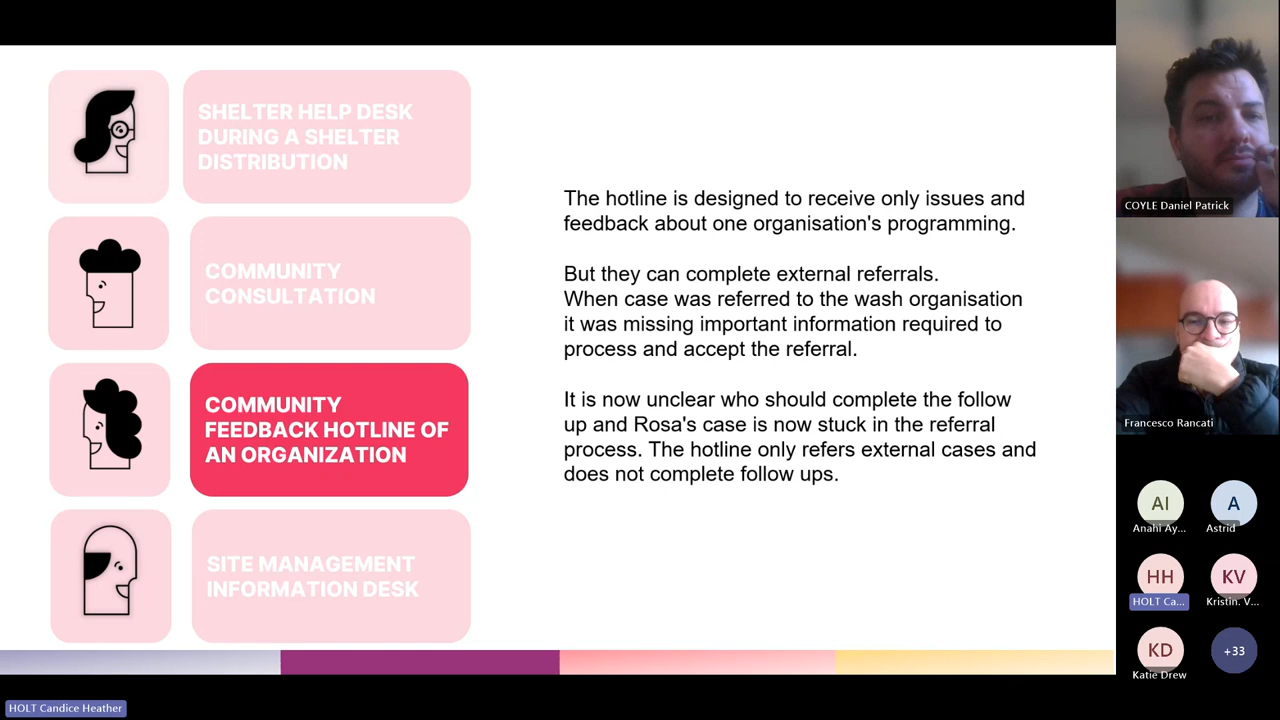 SHELTER HELP DESK
DURING A SHELTER
DISTRIBUTION
COMMUNITY
CONSULTATION
COMMUNITY
FEEDBACK HOTLINE OF
AN ORGANIZATION
SITE MANAGEMENT
INFORMATION DESK
The hotline is designed to receive only issues and
feedback about one organisation's programming.
But they can complete external referrals.
When case was referred to the wash organisation
it was missing important information required to
process and accept the referral.
It is now unclear who should complete the follow
up and Rosa's case is now stuck in the referral
process. The hotline only refers external cases and
does not complete follow ups.
COYLE Daniel Patrick
Francesco Rancati
AI
Anahi Ay...
A
Astrid
HH
HOLT Ca...
KV
Kristin. V...
KD
Katie Drew
+33
HOLT Candice Heather